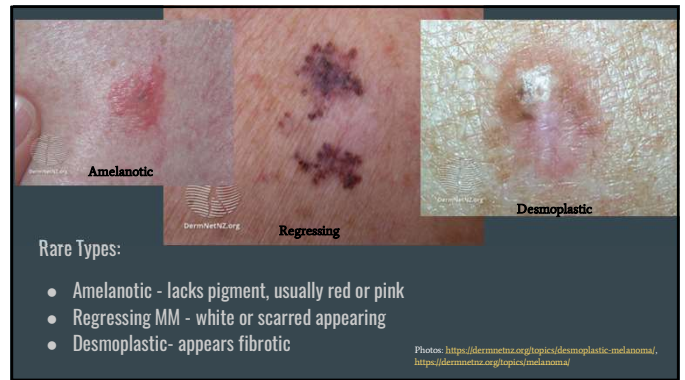 DermNetNZ.org
Amelanotic
DermNetNZ.org
Regressing
DermNetNZ.org
Desmoplastic
Rare Types:
● Amelanotic - lacks pigment, usually red or pink
● Regressing MM - white or scarred appearing
● Desmoplastic- appears fibrotic
Photos: https://dermnetnz.org/topics/desmoplastic-melanoma/,
https://dermnetnz.org/topics/melanoma/